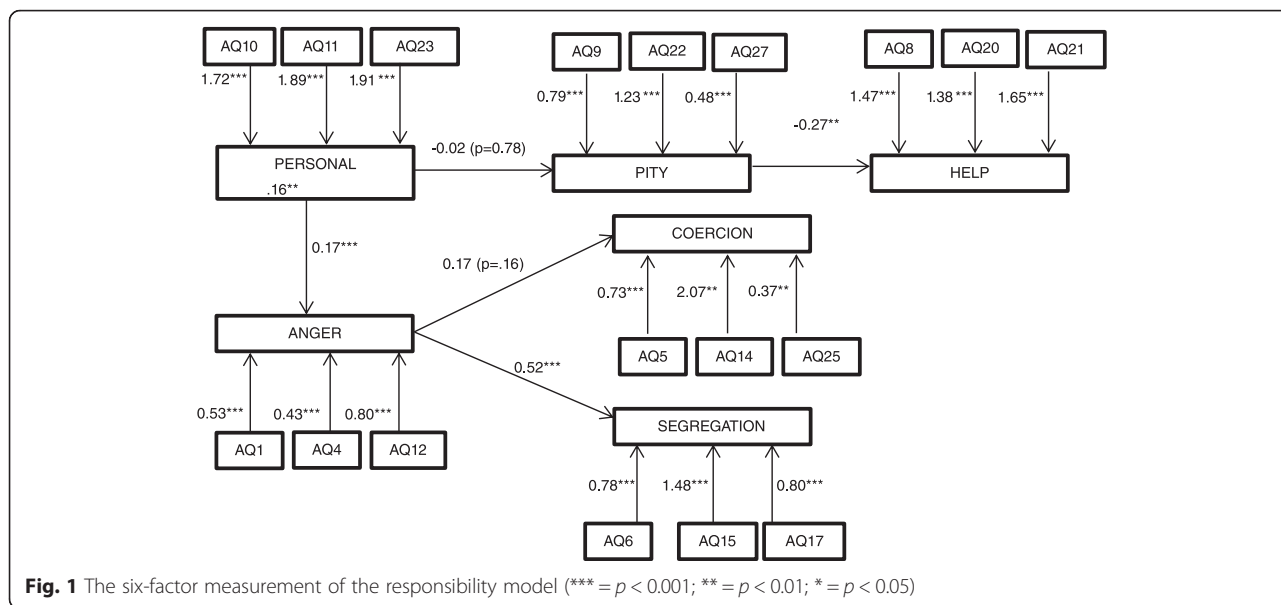 AQ10 AQ11 AQ23 AQ9 AQ22 AQ27 AQ8 AQ20 AQ21
1.72*** 1.89*** 1.91*** 0.79*** 1.23*** 0.48*** 1.47*** 1.38*** 1.65***
-0.02 (p=0.78) -0.27**
PERSONAL PITY HELP
.16**
0.17*** COERCION
0.17 (p=.16)
0.73*** 2.07** 0.37**
ANGER
AQ5 AQ14 AQ25
0.52***
0.53*** 0.43*** 0.80***
SEGREGATION
AQ1 AQ4 AQ12
0.78*** 1.48*** 0.80***
AQ6 AQ15 AQ17
Fig. 1 The six-factor measurement of the responsibility model (*** = p < 0.001; ** = p < 0.01; * = p < 0.05)